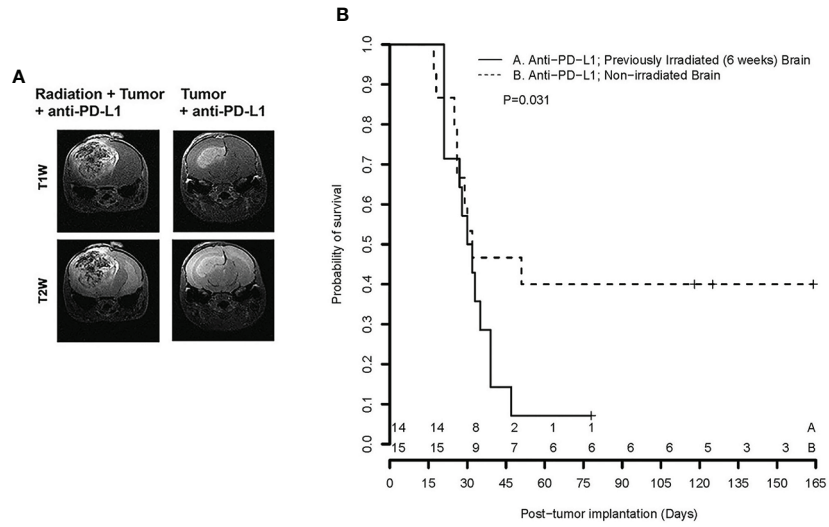 A
Radiation + Tumor
+ anti-PD-L1
Tumor
+ anti-PD-L1
T1W
T2W
B
Probability of survival
1.0
0.9
0.8
0.7
0.6
0.5
0.4
0.3
0.2
0.1
0.0
A. Anti-PD-L1; Previously Irradiated (6 weeks) Brain
B. Anti-PD-L1; Non-irradiated Brain
P=0.031
14 14 8 2 1 1 A
15 15 9 7 6 6 6 6 5 3 3 B
0 15 30 45 60 75 90 105 120 135 150 165
Post-tumor implantation (Days)